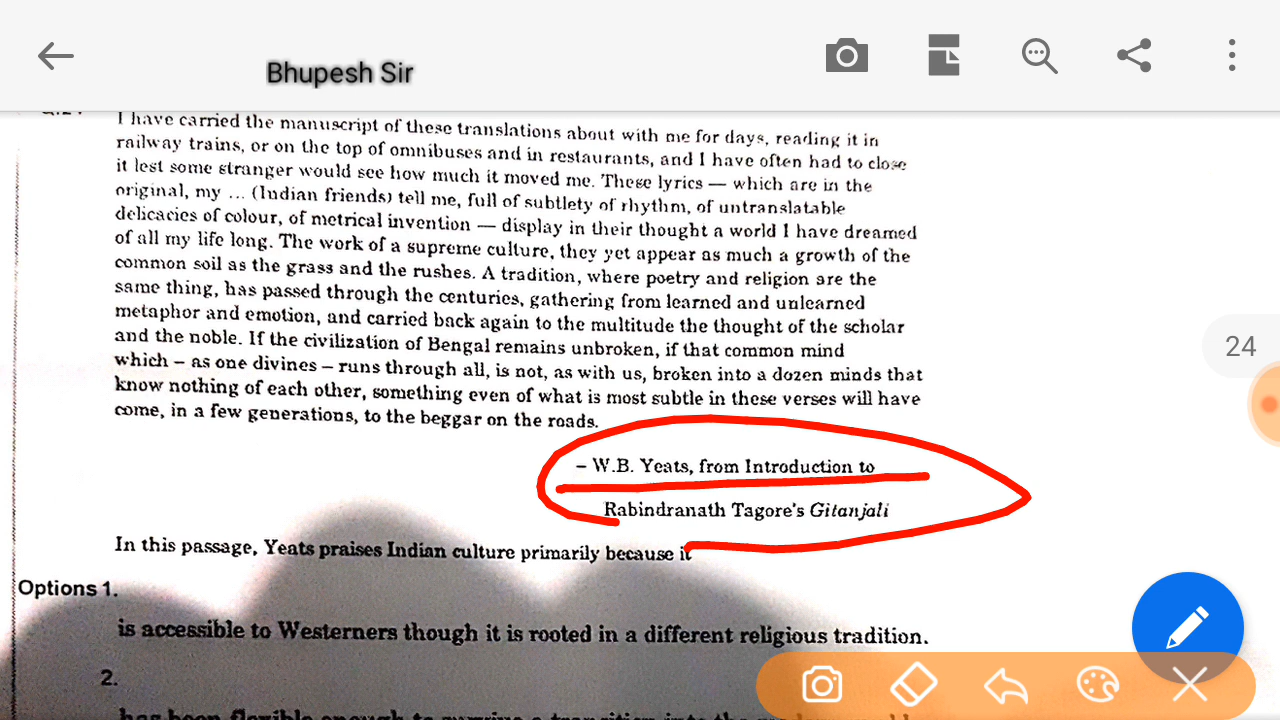 Bhupesh Sir
I have carried the manuscript of these translations about with me for days, reading it in
railway trains, or on the top of omnibuses and in restaurants, and I have often had to close
it lest some stranger would see how much it moved me. These lyrics — which are in the
original, my ... (Indian friends) tell me, full of subtlety of rhythm, of untranslatable
delicacies of colour, of metrical invention — display in their thought a world I have dreamed
of all my life long. The work of a supreme culture, they yet appear as much a growth of the
common soil as the grass and the rushes. A tradition, where poetry and religion are the
same thing, has passed through the centuries, gathering from learned and unlearned
metaphor and emotion, and carried back again to the multitude the thought of the scholar
and the noble. If the civilization of Bengal remains unbroken, if that common mind
which – as one divines – runs through all, is not, as with us, broken into a dozen minds that
know nothing of each other, something even of what is most subtle in these verses will have
come, in a few generations, to the beggar on the roads.
24
– W.B. Yeats, from Introduction to
Rabindranath Tagore's Gitanjali
In this passage, Yeats praises Indian culture primarily because it
Options 1.
is accessible to Westerners though it is rooted in a different religious tradition.
2.
has been flexible enough to